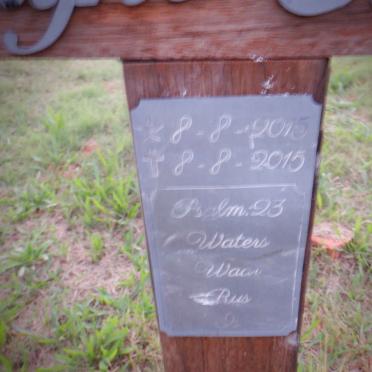 * 8-8-2015
† 8-8-2015
Psalm:23
Waters
Waar
Rus